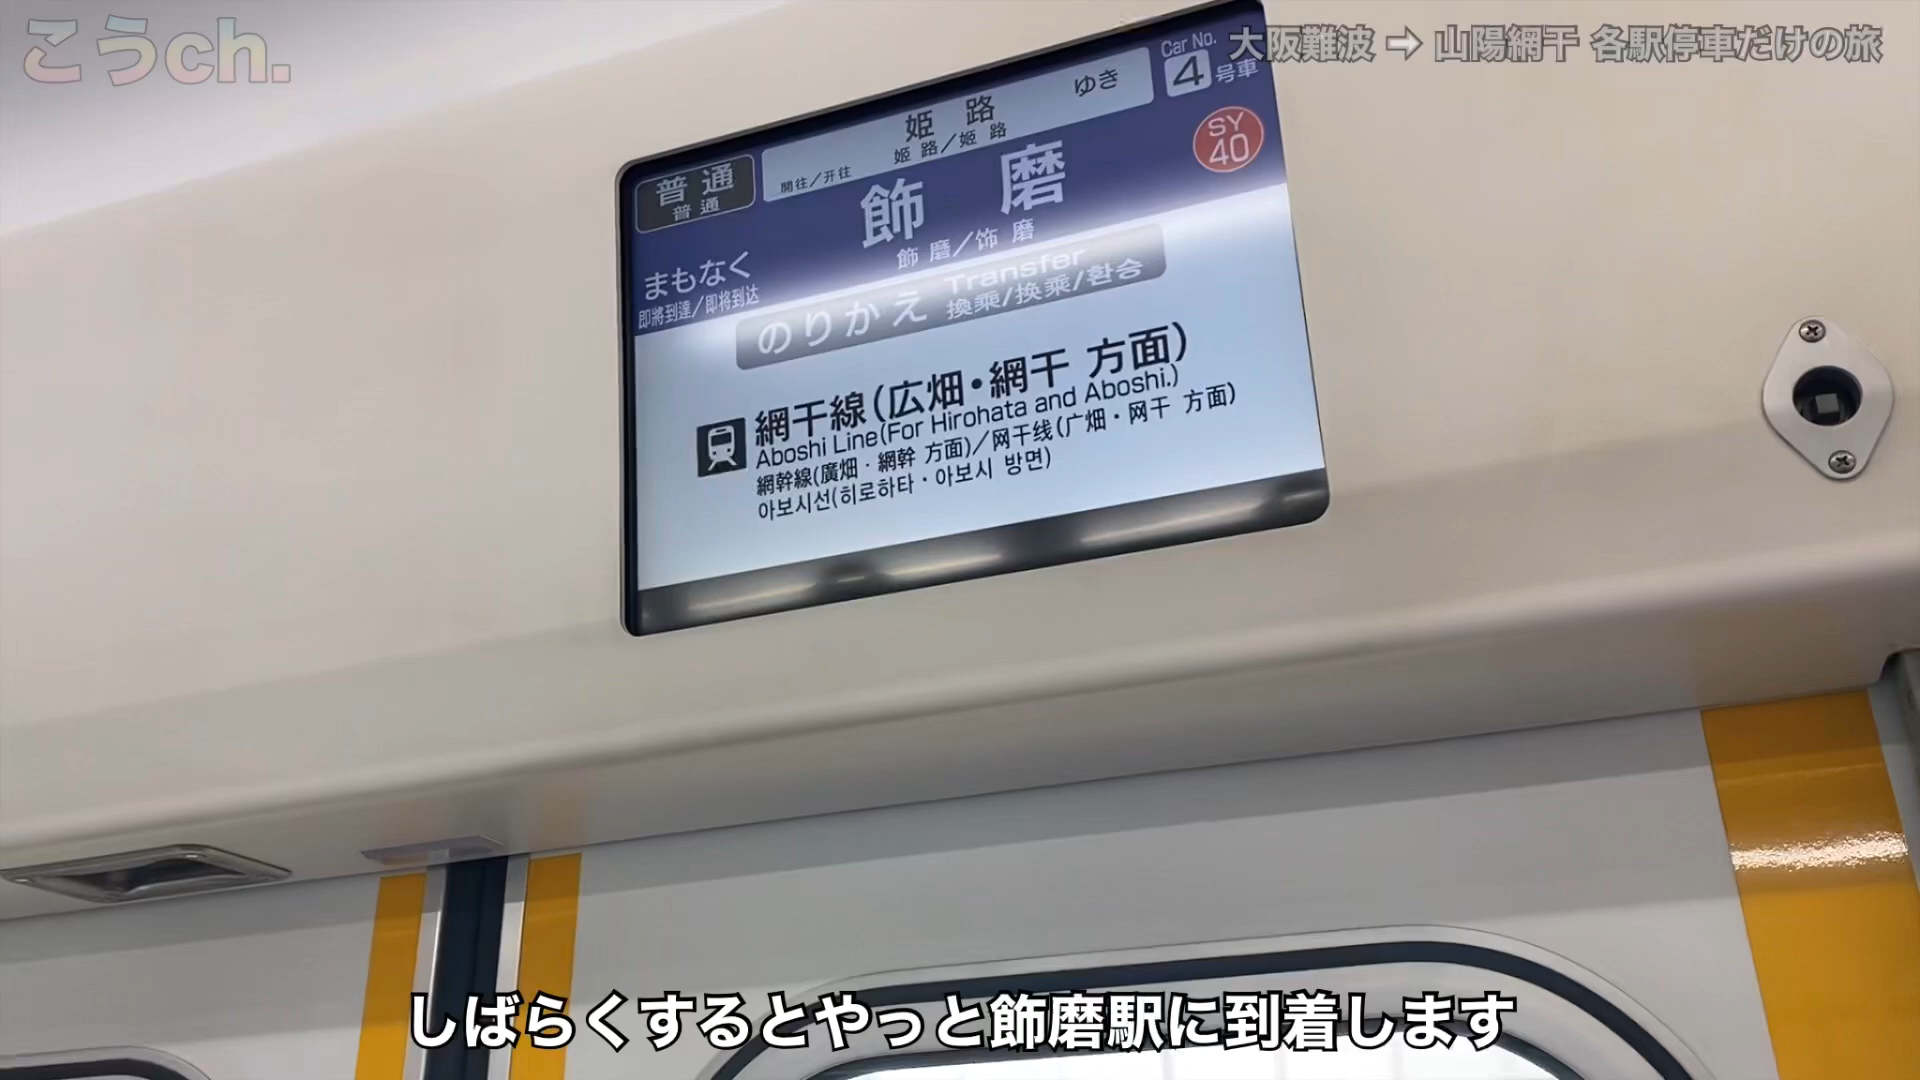 こうch.
大阪難波 ➡ 山陽網干 各駅停車だけの旅
普通
普通
姫路
ゆき
姫路/姫路
開往/开往
Car No.
4号車
SY
40
まもなく
即將到達/即将到达
飾磨
飾磨/饰磨
のりかえ
Transfer
換乘/换乘/환승
網干線(広畑・網干 方面)
Aboshi Line(For Hirohata and Aboshi.)
網幹線(廣畑・網幹 方面)/网干线(广畑・网干 方面)
아보시선(히로하타・아보시 방면)
しばらくするとやっと飾磨駅に到着します